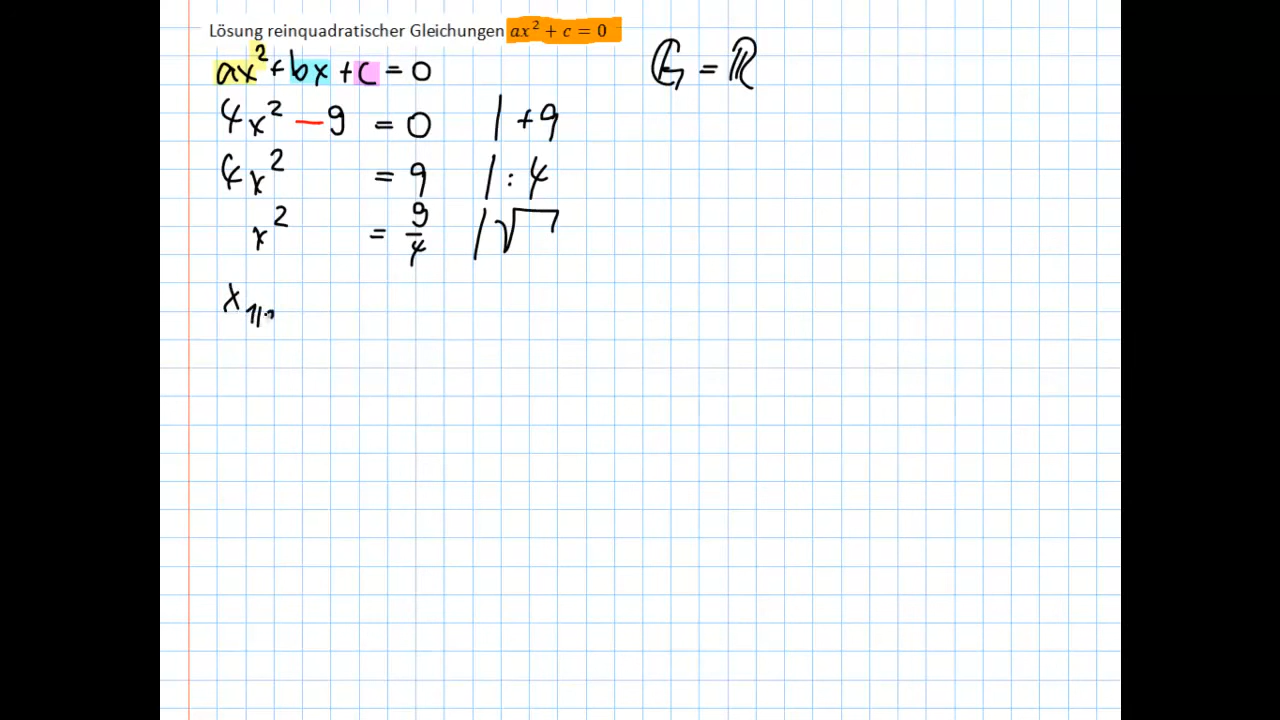 Lösung reinquadratischer Gleichungen ax² + c = 0
ax² + bx + c = 0 𝔾 = ℝ
4x² − 9 = 0 | +9
4x² = 9 | : 4
x² = 9/4 | √
x₁/₂